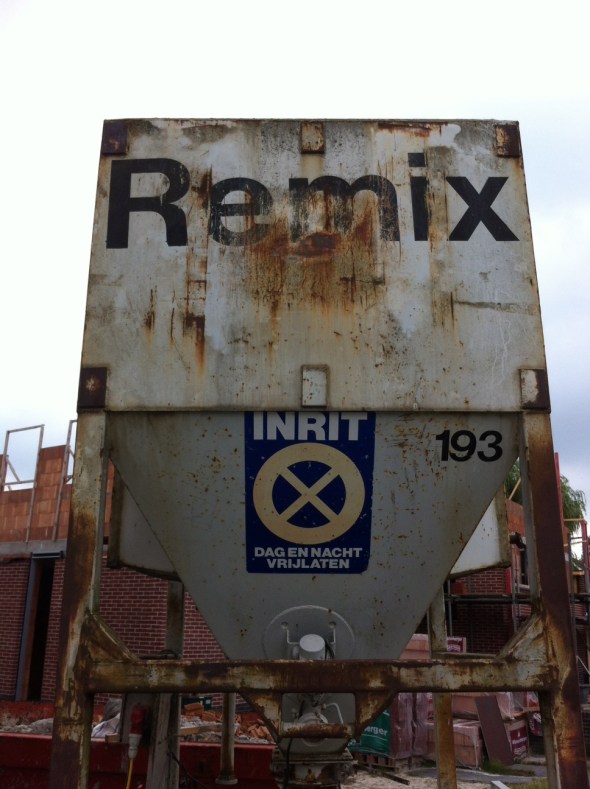 Remix
INRIT
193
DAG EN NACHT
VRIJLATEN